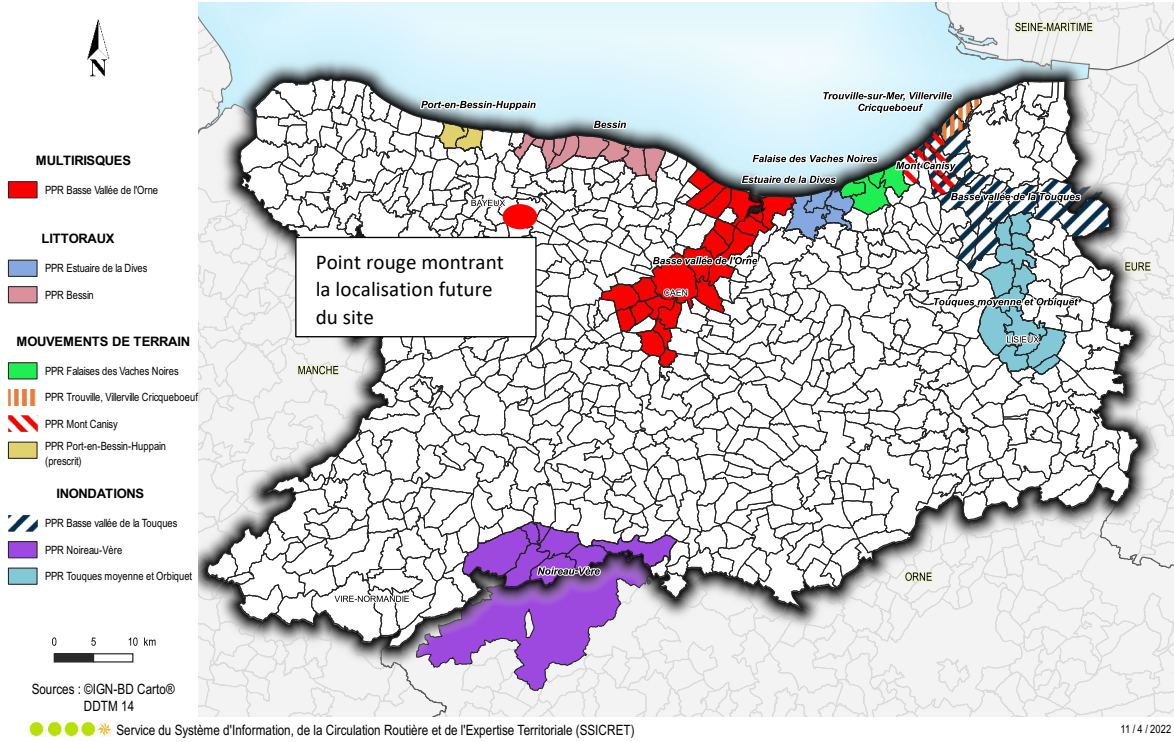 N
MULTIRISQUES
PPR Basse Vallée de l'Orne
LITTORAUX
PPR Estuaire de la Dives
PPR Bessin
MOUVEMENTS DE TERRAIN
PPR Falaises des Vaches Noires
PPR Trouville, Villerville Cricqueboeuf
PPR Mont Canisy
PPR Port-en-Bessin-Huppain
(prescrit)
INONDATIONS
PPR Basse vallée de la Touques
PPR Noireau-Vère
PPR Touques moyenne et Orbiquet
0 5 10 km
Sources : ©IGN-BD Carto®
DDTM 14
SEINE-MARITIME
Trouville-sur-Mer, Villerville
Cricqueboeuf
Port-en-Bessin-Huppain
Bessin
Falaise des Vaches Noires
Mont Canisy
Estuaire de la Dives
Basse vallée de la Touques
BAYEUX
Point rouge montrant
la localisation future
du site
Basse vallée de l'Orne
EURE
CAEN
Touques moyenne et Orbiquet
LISIEUX
MANCHE
Noireau-Vère
ORNE
VIRE-NORMANDIE
Service du Système d'Information, de la Circulation Routière et de l'Expertise Territoriale (SSICRET)
11 / 4 / 2022